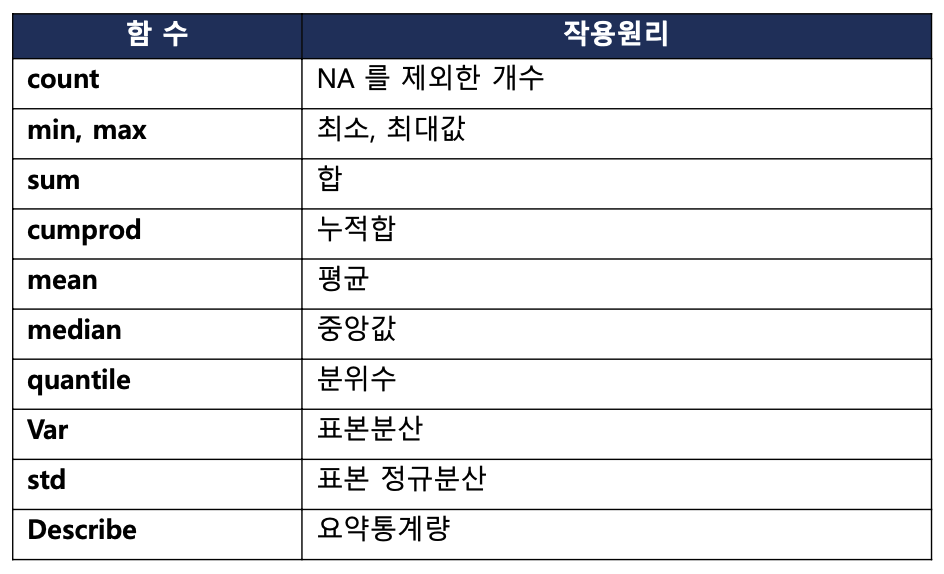 함 수 작용원리
count NA 를 제외한 개수
min, max 최소, 최대값
sum 합
cumprod 누적합
mean 평균
median 중앙값
quantile 분위수
Var 표본분산
std 표본 정규분산
Describe 요약통계량